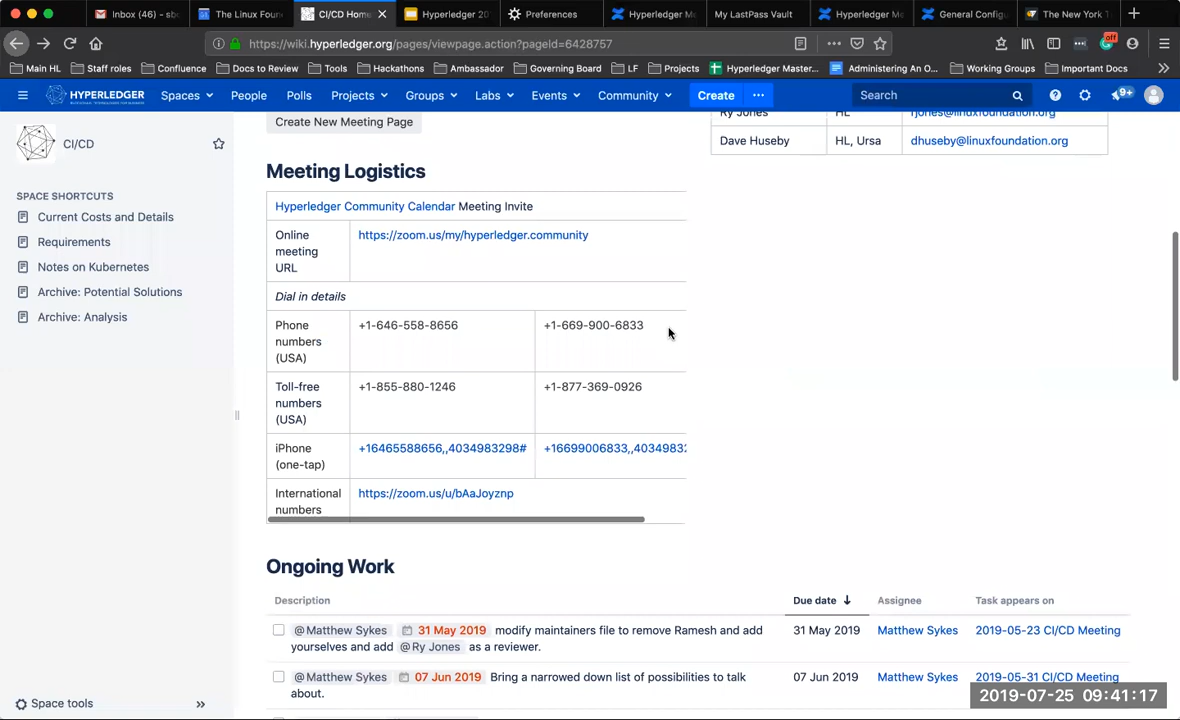 Inbox (46) – sb
The Linux Foun
CI/CD Home
Hyperledger 20
Preferences
Hyperledger Me
My LastPass Vault
Hyperledger Me
General Configu
The New York T
https://wiki.hyperledger.org/pages/viewpage.action?pageId=6428757
off
Main HL
Staff roles
Confluence
Docs to Review
Tools
Hackathons
Ambassador
Governing Board
LF
Projects
Hyperledger Master...
Administering An O...
Working Groups
Important Docs
HYPERLEDGER
Spaces
People
Polls
Projects
Groups
Labs
Events
Community
Create
Search
9+
CI/CD
SPACE SHORTCUTS
Current Costs and Details
Requirements
Notes on Kubernetes
Archive: Potential Solutions
Archive: Analysis
Space tools
Create New Meeting Page
Ry Jones HL rjones@linuxfoundation.org
Dave Huseby HL, Ursa dhuseby@linuxfoundation.org
Meeting Logistics
Hyperledger Community Calendar Meeting Invite
Online meeting URL https://zoom.us/my/hyperledger.community
Dial in details
Phone numbers (USA) +1-646-558-8656 +1-669-900-6833
Toll-free numbers (USA) +1-855-880-1246 +1-877-369-0926
iPhone (one-tap) +16465588656,,4034983298# +16699006833,,4034983
International numbers https://zoom.us/u/bAaJoyznp
Ongoing Work
Description Due date Assignee Task appears on
@Matthew Sykes 31 May 2019 modify maintainers file to remove Ramesh and add 31 May 2019 Matthew Sykes 2019-05-23 CI/CD Meeting
yourselves and add @Ry Jones as a reviewer.
@Matthew Sykes 07 Jun 2019 Bring a narrowed down list of possibilities to talk 07 Jun 2019 Matthew Sykes 2019-05-31 CI/CD Meeting
about.
2019-07-25 09:41:17